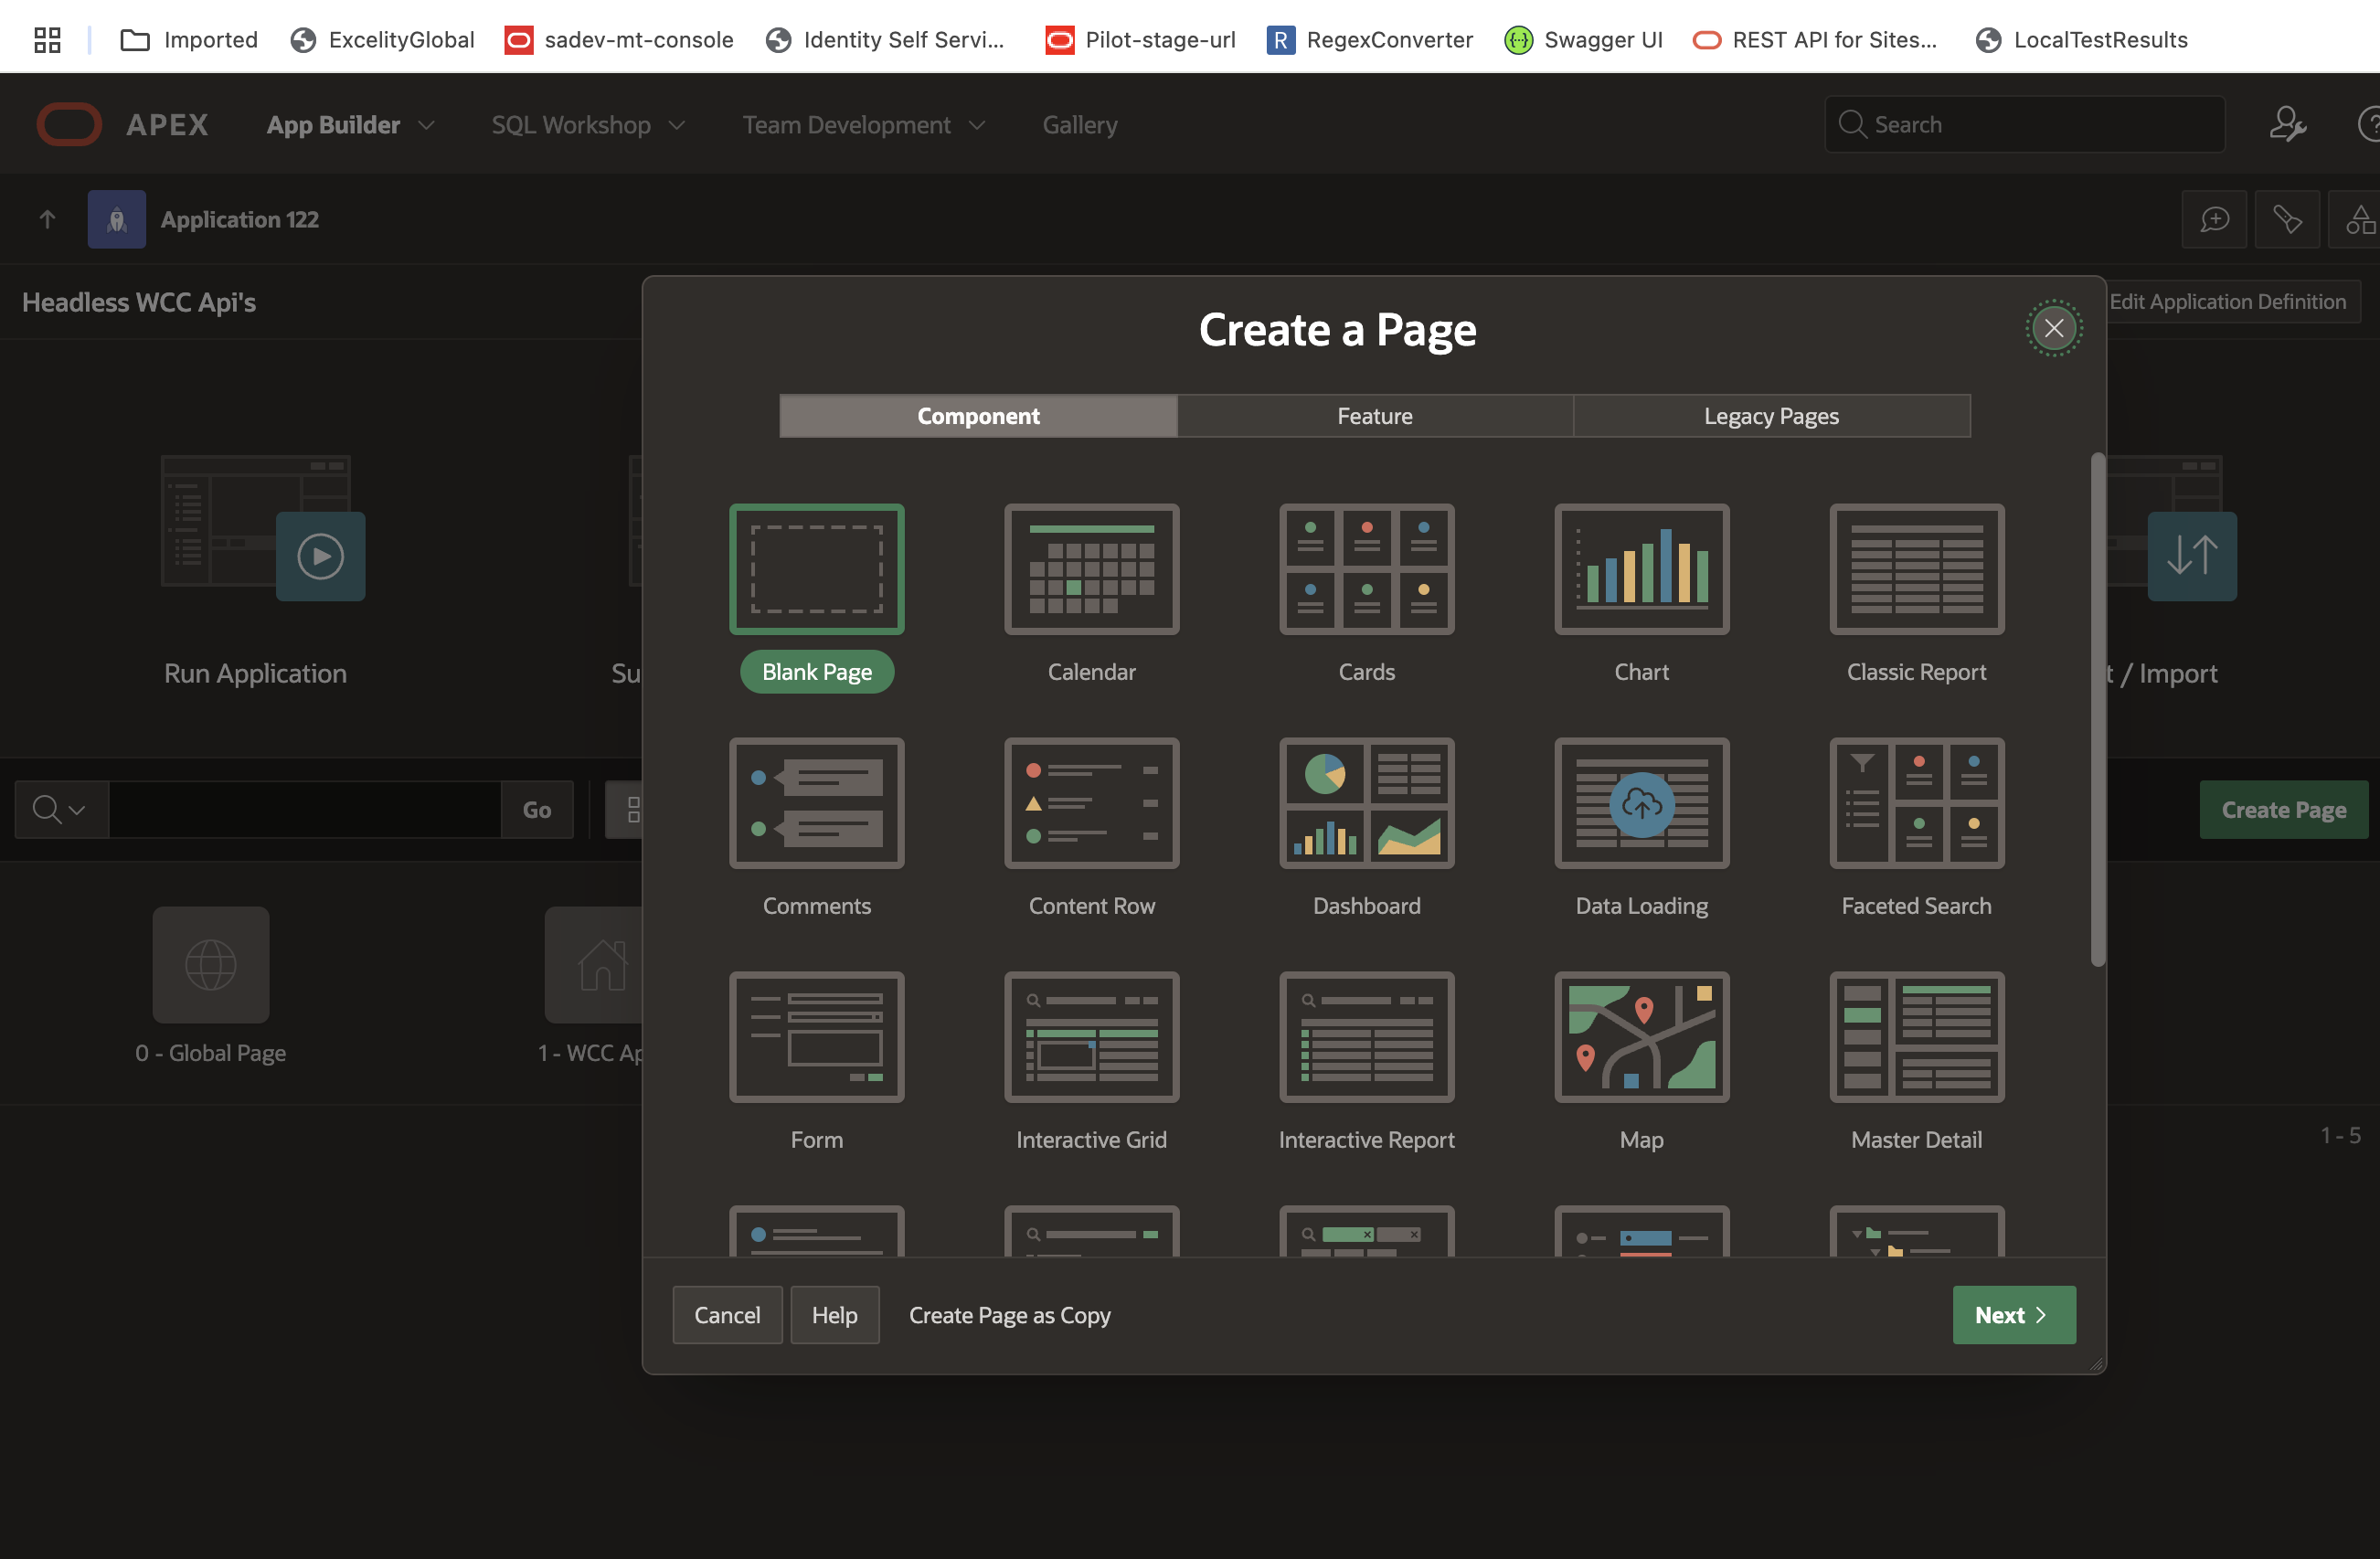 Imported
ExcelityGlobal
sadev-mt-console
Identity Self Servi...
Pilot-stage-url
R RegexConverter
Swagger UI
REST API for Sites...
LocalTestResults
APEX
App Builder
SQL Workshop
Team Development
Gallery
Search
Application 122
Headless WCC Api's
Edit Application Definition
Create a Page
Component
Feature
Legacy Pages
Blank Page
Calendar
Cards
Chart
Classic Report
Run Application
Su
t / Import
Comments
Content Row
Dashboard
Data Loading
Faceted Search
Go
Create Page
0 - Global Page
1 - WCC Ap
Form
Interactive Grid
Interactive Report
Map
Master Detail
1 - 5
Cancel
Help
Create Page as Copy
Next